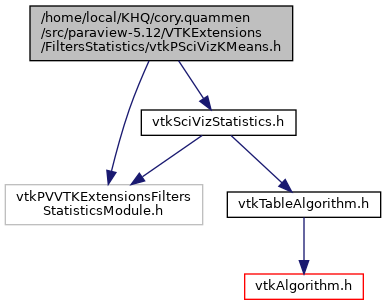 /home/local/KHQ/cory.quammen
/src/paraview-5.12/VTKExtensions
/FiltersStatistics/vtkPSciVizKMeans.h
vtkSciVizStatistics.h
vtkPVVTKExtensionsFilters
StatisticsModule.h
vtkTableAlgorithm.h
vtkAlgorithm.h